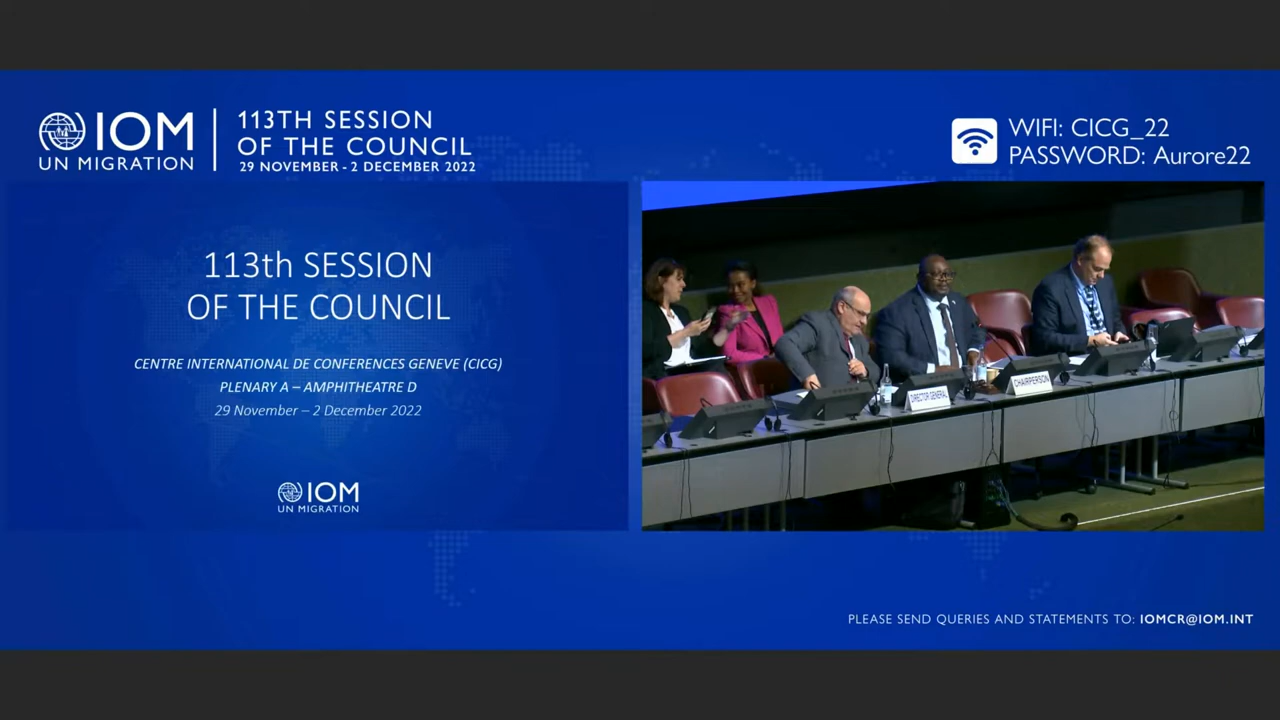 IOM
UN MIGRATION
113TH SESSION
OF THE COUNCIL
29 NOVEMBER - 2 DECEMBER 2022
WIFI: CICG_22
PASSWORD: Aurore22
113th SESSION
OF THE COUNCIL
CENTRE INTERNATIONAL DE CONFERENCES GENEVE (CICG)
PLENARY A – AMPHITHEATRE D
29 November – 2 December 2022
IOM
UN MIGRATION
DIRECTOR GENERAL
CHAIRPERSON
PLEASE SEND QUERIES AND STATEMENTS TO: IOMCR@IOM.INT